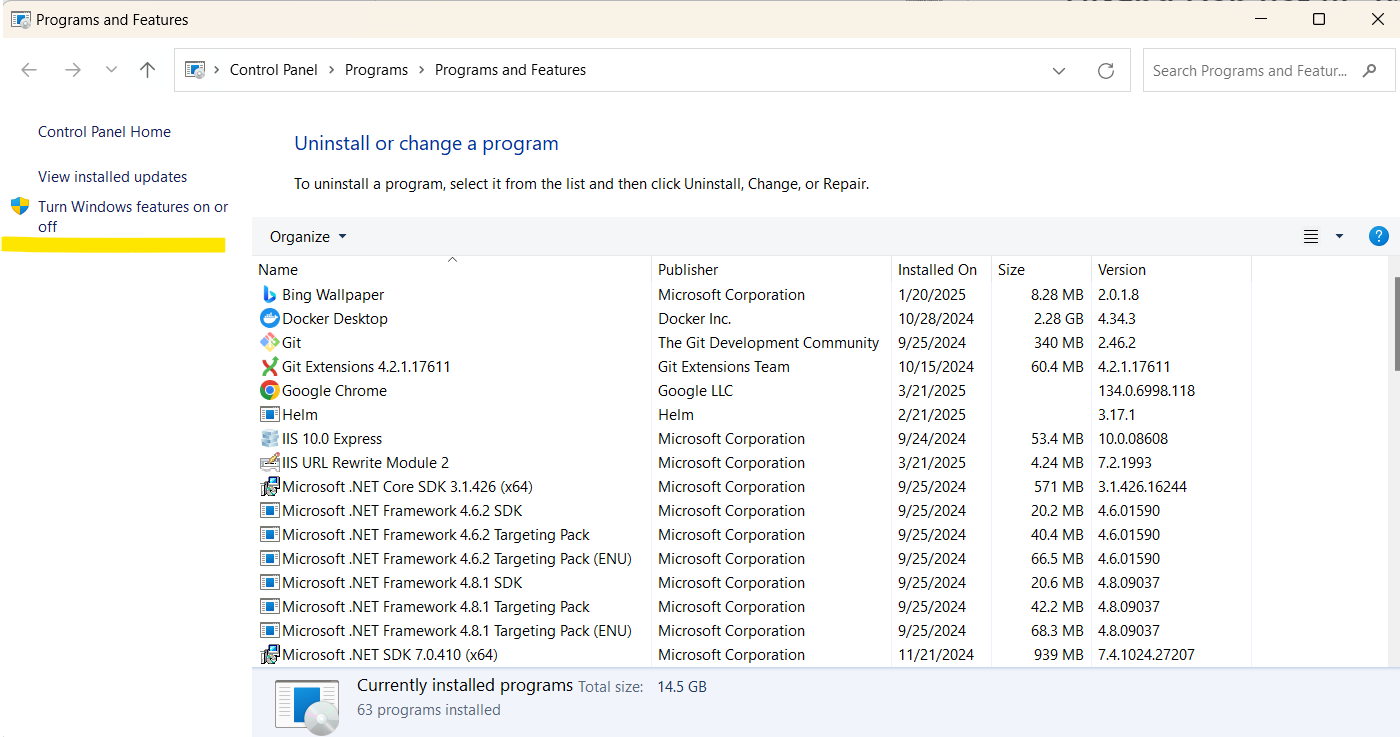 Programs and Features
Control Panel > Programs > Programs and Features
Search Programs and Featur...
Control Panel Home
View installed updates
Turn Windows features on or
off
Uninstall or change a program
To uninstall a program, select it from the list and then click Uninstall, Change, or Repair.
Organize
?
Name Publisher Installed On Size Version
Bing Wallpaper Microsoft Corporation 1/20/2025 8.28 MB 2.0.1.8
Docker Desktop Docker Inc. 10/28/2024 2.28 GB 4.34.3
Git The Git Development Community 9/25/2024 340 MB 2.46.2
Git Extensions 4.2.1.17611 Git Extensions Team 10/15/2024 60.4 MB 4.2.1.17611
Google Chrome Google LLC 3/21/2025 134.0.6998.118
Helm Helm 2/21/2025 3.17.1
IIS 10.0 Express Microsoft Corporation 9/24/2024 53.4 MB 10.0.08608
IIS URL Rewrite Module 2 Microsoft Corporation 3/21/2025 4.24 MB 7.2.1993
Microsoft .NET Core SDK 3.1.426 (x64) Microsoft Corporation 9/25/2024 571 MB 3.1.426.16244
Microsoft .NET Framework 4.6.2 SDK Microsoft Corporation 9/25/2024 20.2 MB 4.6.01590
Microsoft .NET Framework 4.6.2 Targeting Pack Microsoft Corporation 9/25/2024 40.4 MB 4.6.01590
Microsoft .NET Framework 4.6.2 Targeting Pack (ENU) Microsoft Corporation 9/25/2024 66.5 MB 4.6.01590
Microsoft .NET Framework 4.8.1 SDK Microsoft Corporation 9/25/2024 20.6 MB 4.8.09037
Microsoft .NET Framework 4.8.1 Targeting Pack Microsoft Corporation 9/25/2024 42.2 MB 4.8.09037
Microsoft .NET Framework 4.8.1 Targeting Pack (ENU) Microsoft Corporation 9/25/2024 68.3 MB 4.8.09037
Microsoft .NET SDK 7.0.410 (x64) Microsoft Corporation 11/21/2024 939 MB 7.4.1024.27207
Currently installed programs Total size: 14.5 GB
63 programs installed